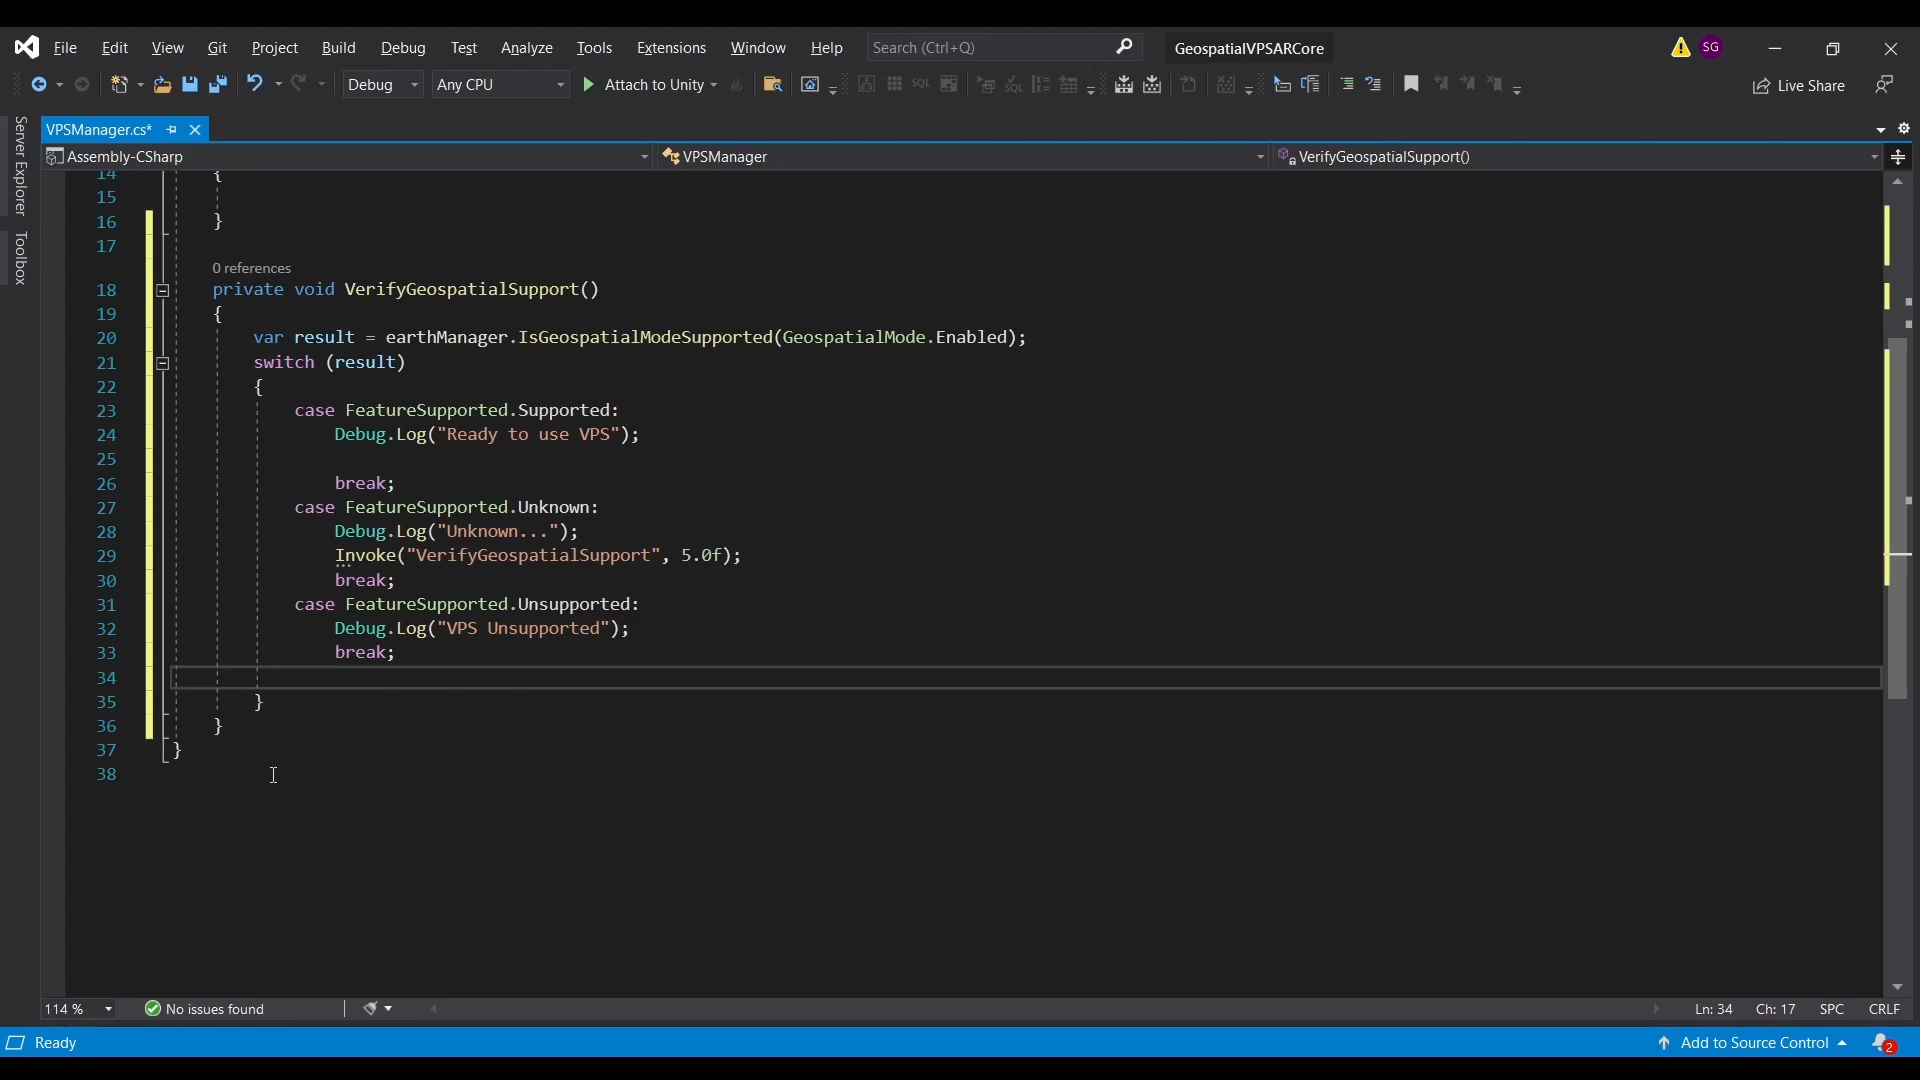 File Edit View Git Project Build Debug Test Analyze Tools Extensions Window Help Search (Ctrl+Q) GeospatialVPSARCore SG
Debug Any CPU Attach to Unity Live Share
Server Explorer
Toolbox
VPSManager.cs*
Assembly-CSharp VPSManager VerifyGeospatialSupport()
14 {
15
16 }
17
0 references
18 private void VerifyGeospatialSupport()
19 {
20 var result = earthManager.IsGeospatialModeSupported(GeospatialMode.Enabled);
21 switch (result)
22 {
23 case FeatureSupported.Supported:
24 Debug.Log("Ready to use VPS");
25
26 break;
27 case FeatureSupported.Unknown:
28 Debug.Log("Unknown...");
29 Invoke("VerifyGeospatialSupport", 5.0f);
30 break;
31 case FeatureSupported.Unsupported:
32 Debug.Log("VPS Unsupported");
33 break;
34
35 }
36 }
37 }
38
114 % No issues found Ln: 34 Ch: 17 SPC CRLF
Ready Add to Source Control 2